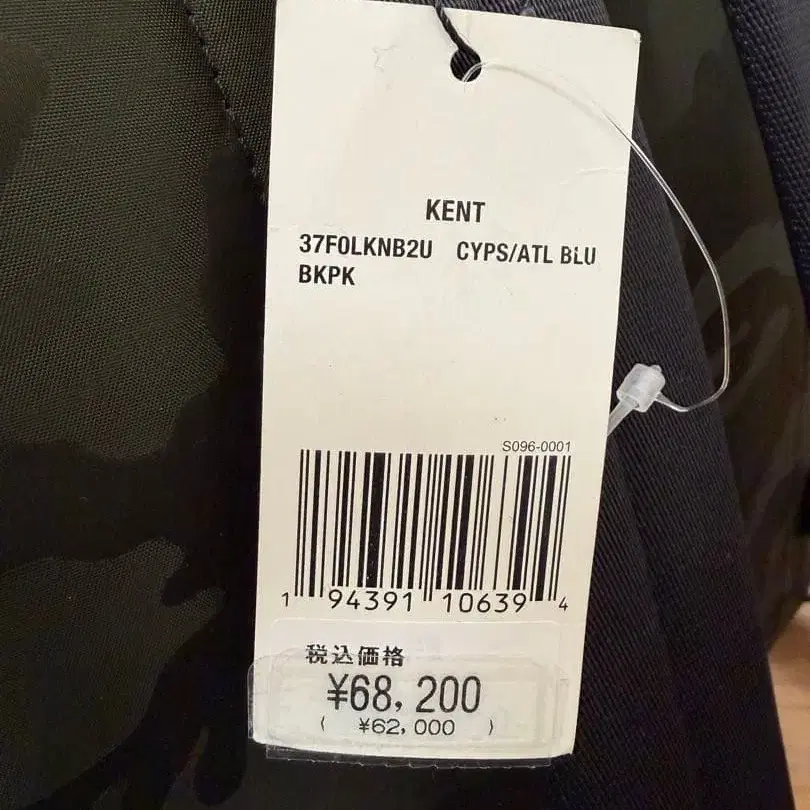 KENT
37F0LKNB2U CYPS/ATL BLU
BKPK
S096-0001
1 94391 10639 4
税込価格
¥68,200
( ¥62,000 )